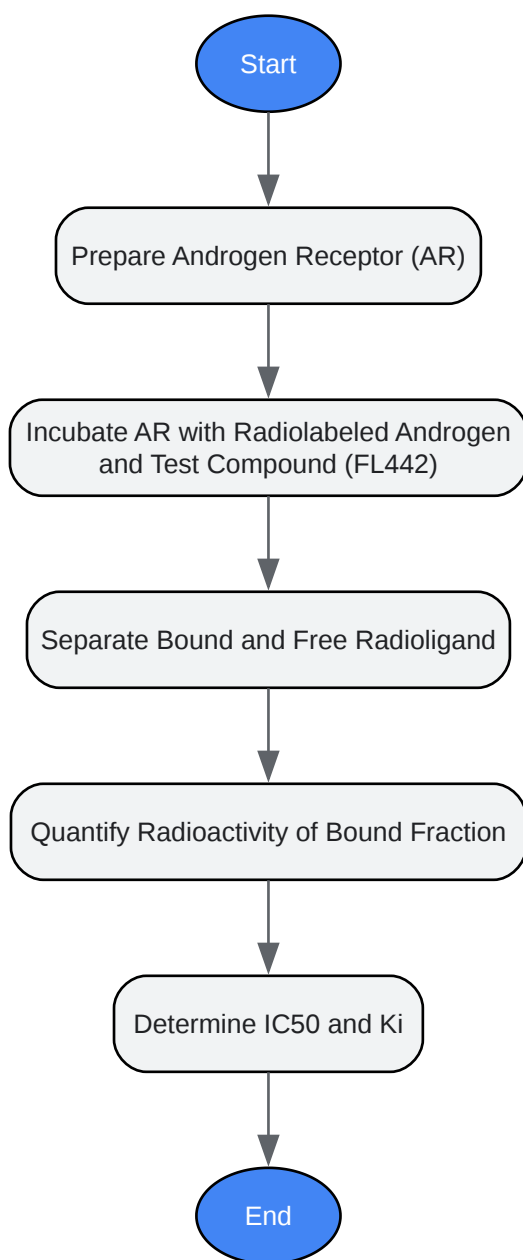 Start
Prepare Androgen Receptor (AR)
Incubate AR with Radiolabeled Androgen
and Test Compound (FL442)
Separate Bound and Free Radioligand
Quantify Radioactivity of Bound Fraction
Determine IC50 and Ki
End